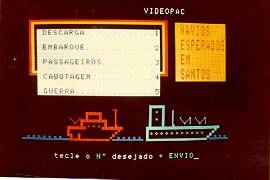 VIDEOPAC
DESCARGA 1
EMBARQUE 2
PASSAGEIROS 3
CABOTAGEM 4
GUERRA 5
NAVIOS
ESPERADOS
EM
SANTOS
tecle o Nº desejado + ENVIO_